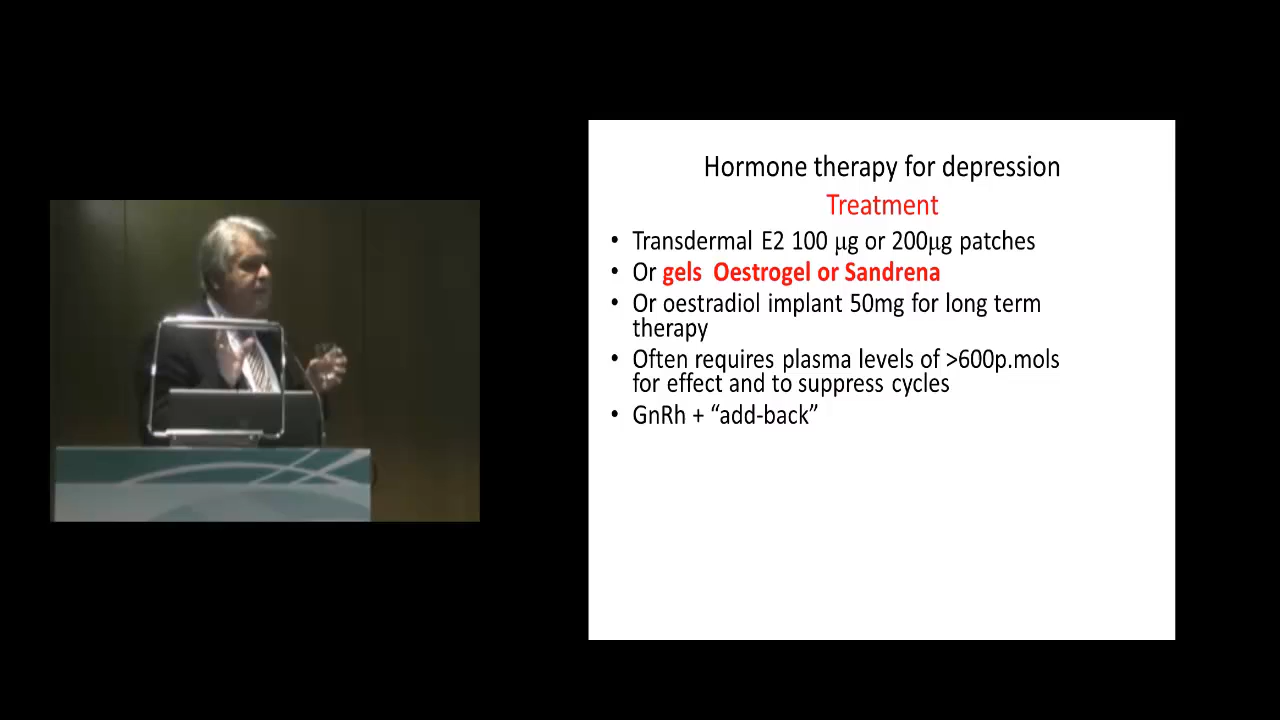 Hormone therapy for depression
Treatment
• Transdermal E2 100 μg or 200μg patches
• Or gels Oestrogel or Sandrena
• Or oestradiol implant 50mg for long term
therapy
• Often requires plasma levels of >600p.mols
for effect and to suppress cycles
• GnRh + “add-back”